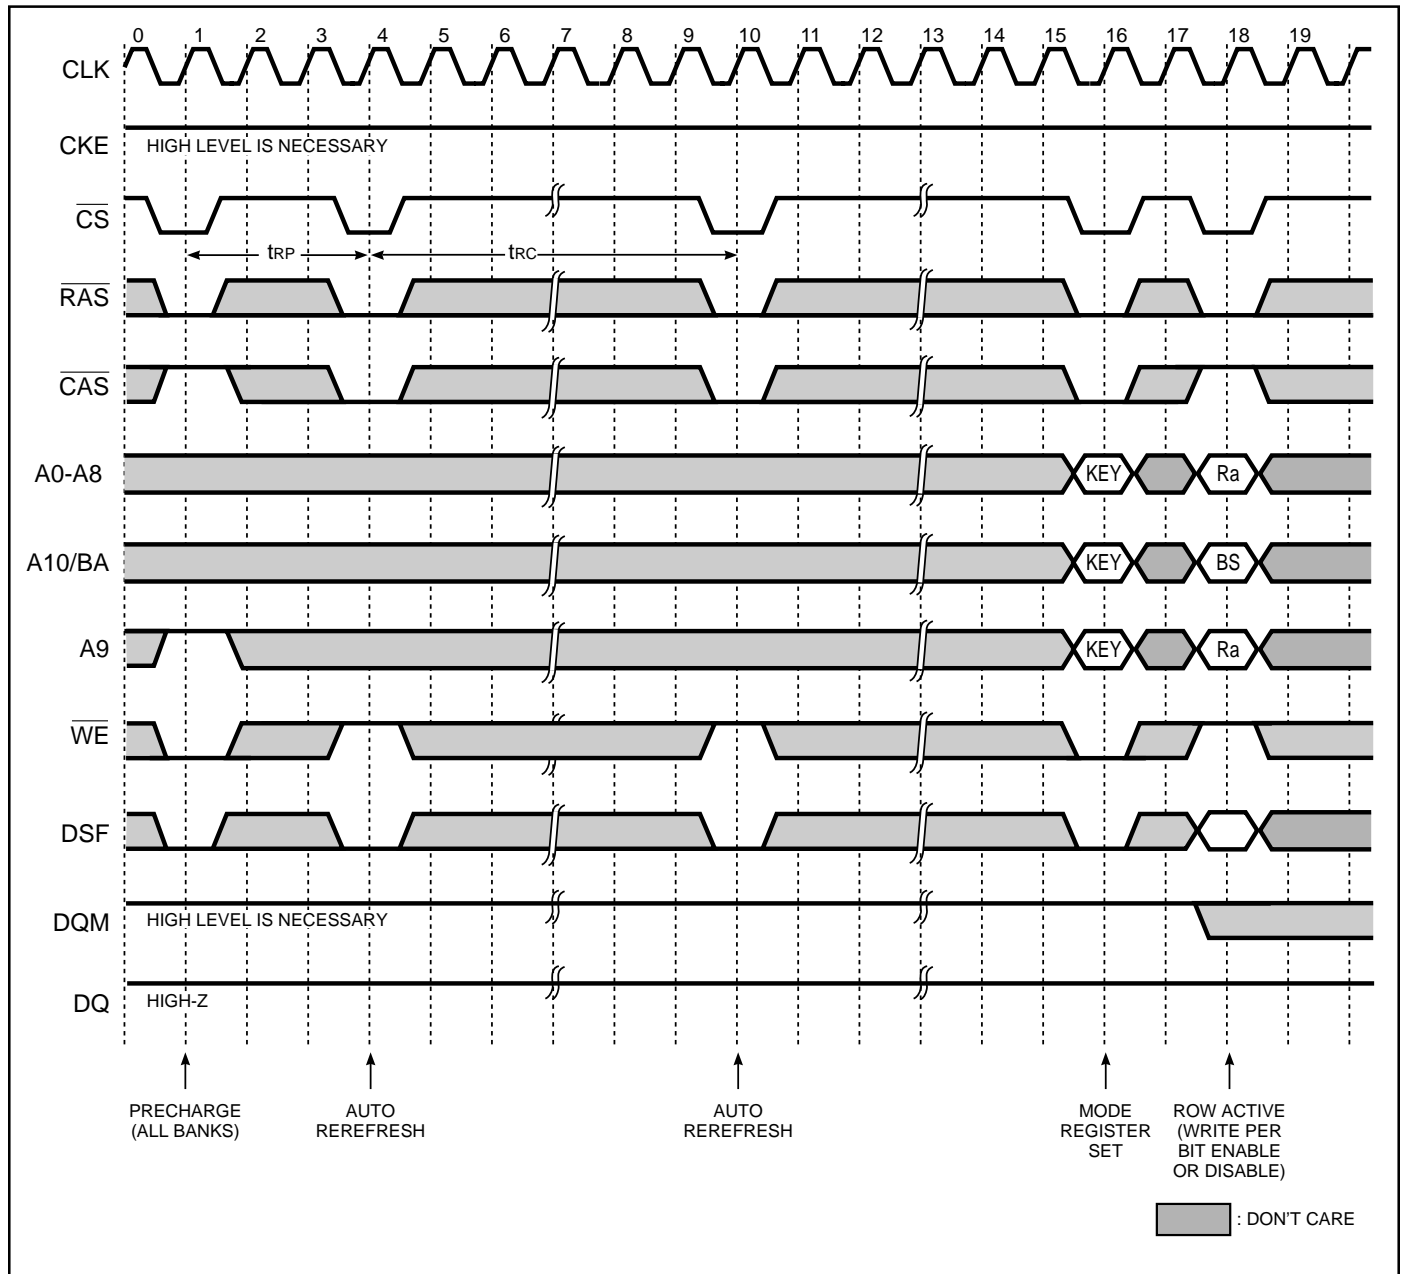 0 1 2 3 4 5 6 7 8 9 10 11 12 13 14 15 16 17 18 19
CLK
CKE HIGH LEVEL IS NECESSARY
CS
tRP tRC
RAS
CAS
A0-A8 KEY Ra
A10/BA KEY BS
A9 KEY Ra
WE
DSF
DQM HIGH LEVEL IS NECESSARY
DQ HIGH-Z
PRECHARGE
(ALL BANKS)
AUTO
REREFRESH
AUTO
REREFRESH
MODE
REGISTER
SET
ROW ACTIVE
(WRITE PER
BIT ENABLE
OR DISABLE)
: DON'T CARE